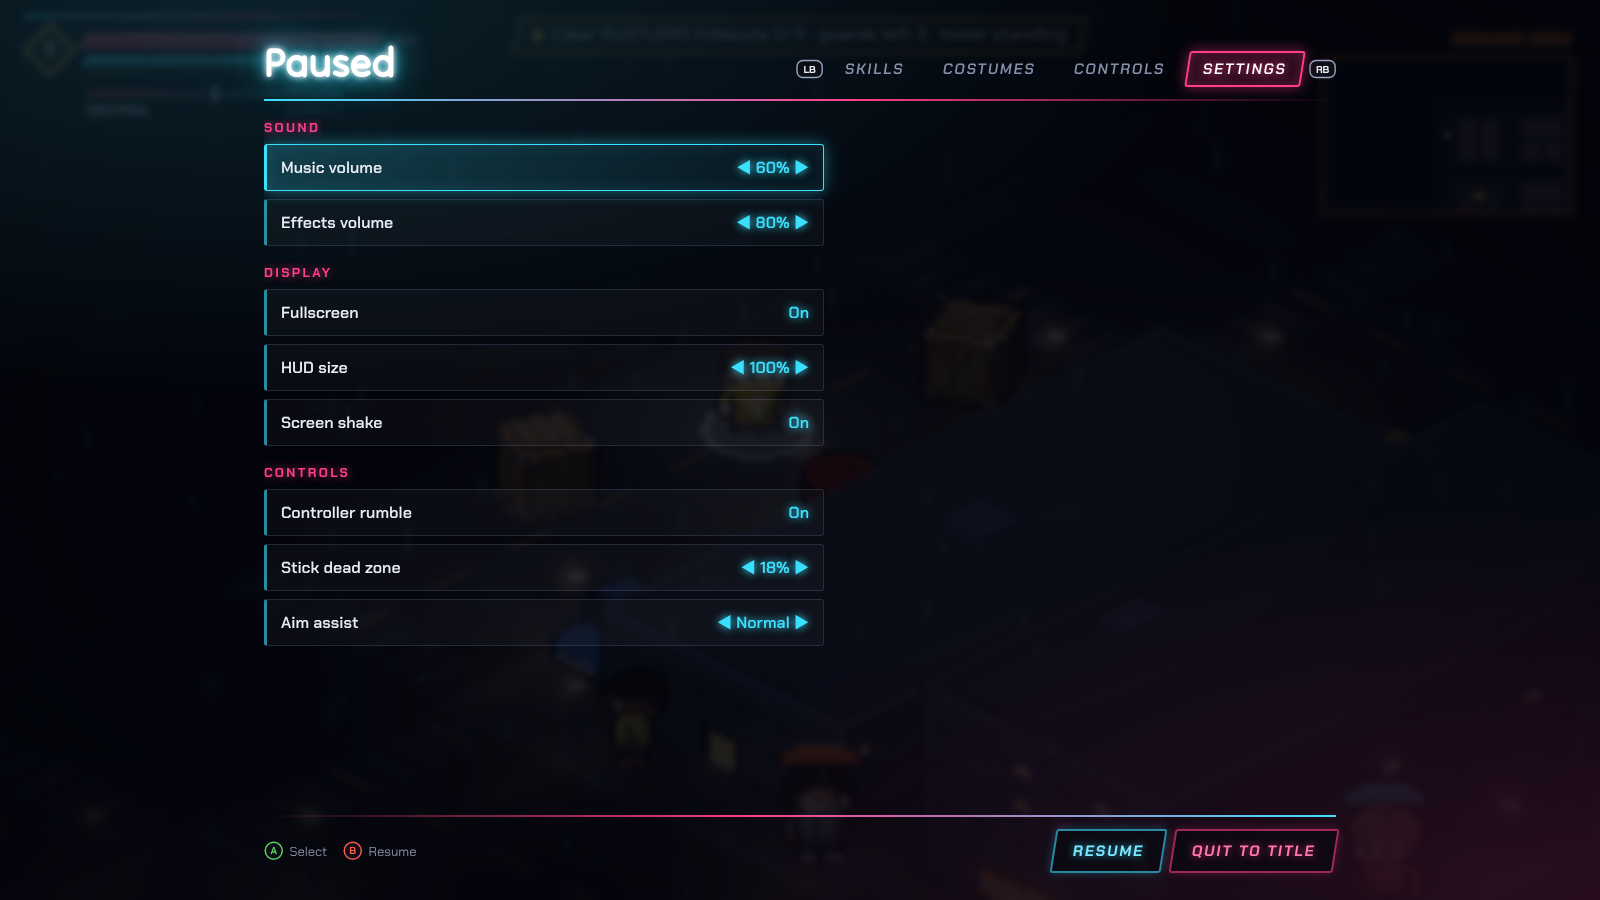 Paused
LB SKILLS COSTUMES CONTROLS SETTINGS RB
SOUND
Music volume ◀ 60% ▶
Effects volume ◀ 80% ▶
DISPLAY
Fullscreen On
HUD size ◀ 100% ▶
Screen shake On
CONTROLS
Controller rumble On
Stick dead zone ◀ 18% ▶
Aim assist ◀ Normal ▶
A Select B Resume
RESUME QUIT TO TITLE